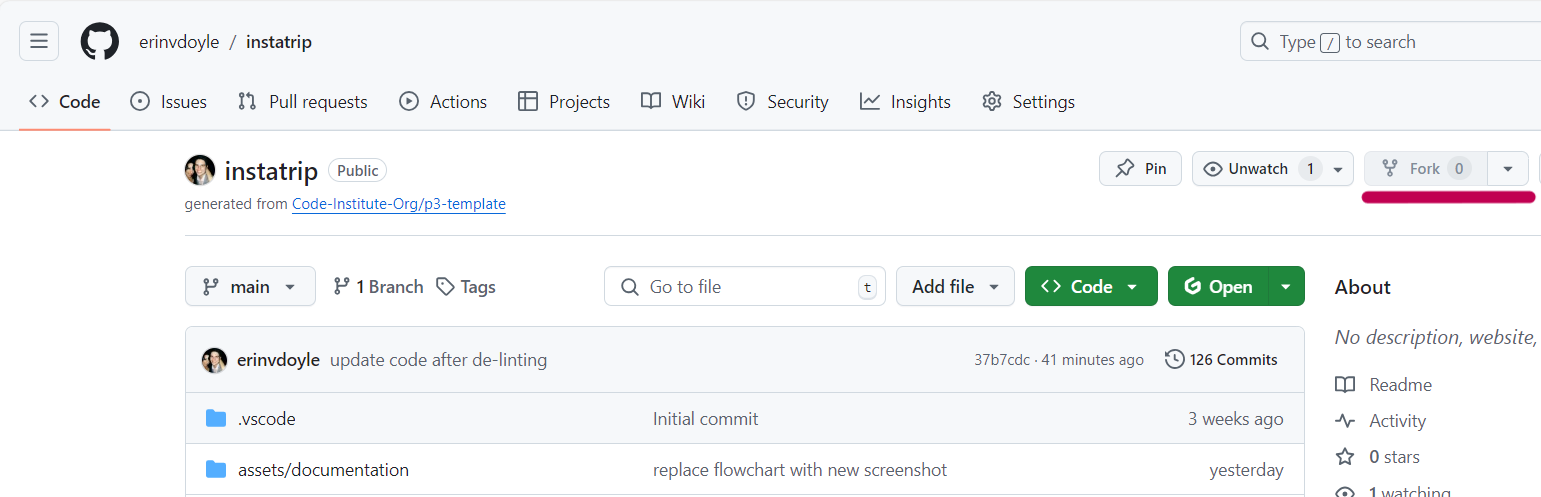 erinvdoyle / instatrip
Type / to search
Code Issues Pull requests Actions Projects Wiki Security Insights Settings
instatrip Public
Pin Unwatch 1 Fork 0
generated from Code-Institute-Org/p3-template
main 1 Branch Tags Go to file t Add file Code Open
About
No description, website,
erinvdoyle update code after de-linting 37b7cdc · 41 minutes ago 126 Commits
Readme
.vscode Initial commit 3 weeks ago
Activity
0 stars
assets/documentation replace flowchart with new screenshot yesterday
1 watching